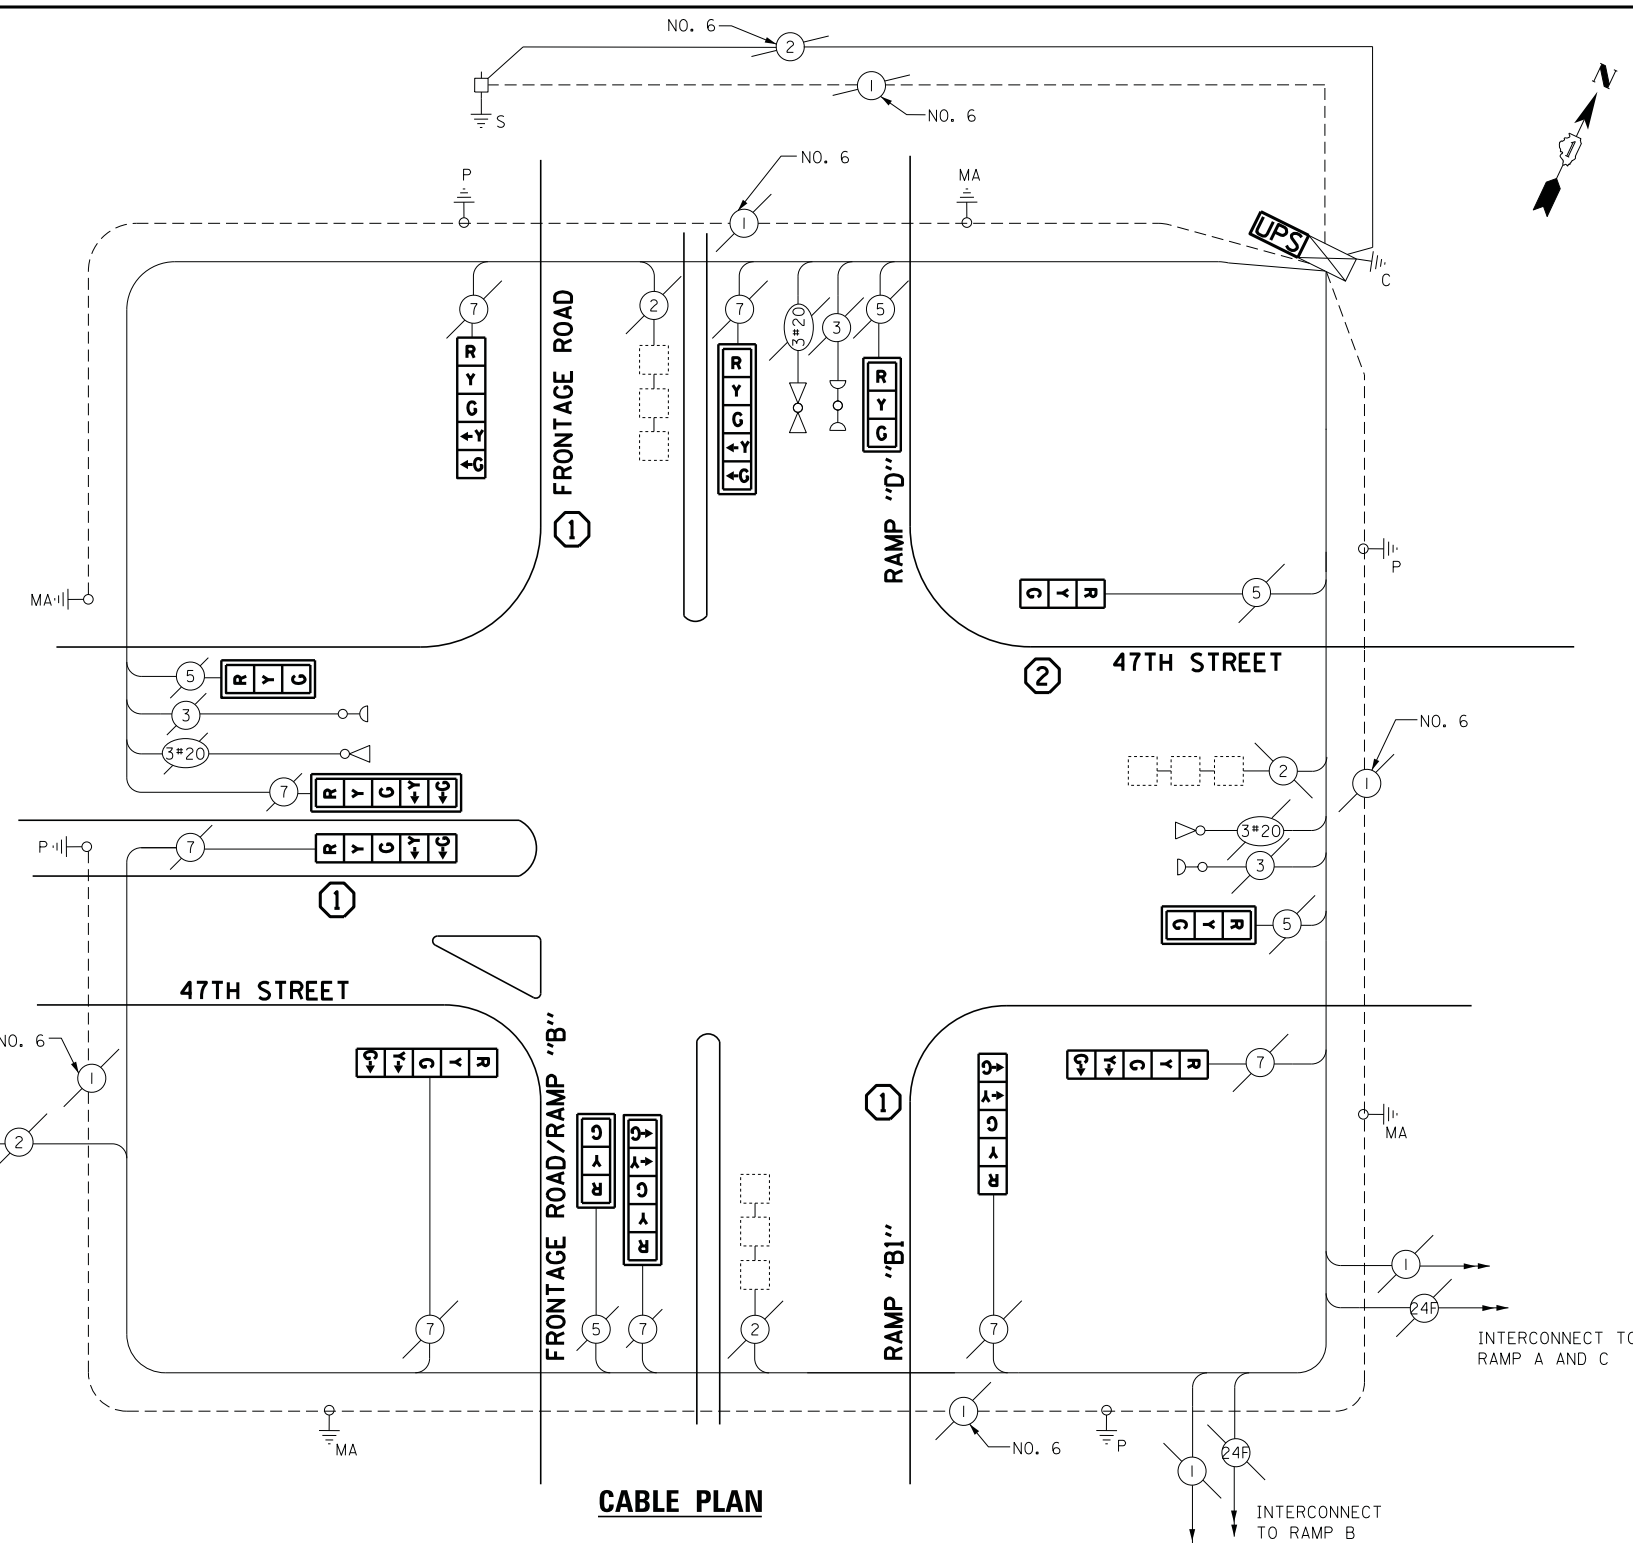 NO. 6
2
N
1
1
NO. 6
S
NO. 6
P
MA
1
UPS
C
7
2
7
3#20
3
5
FRONTAGE ROAD
R
Y
G
←Y
←G
R
Y
G
←Y
←G
R
Y
G
RAMP "D"
1
P
MA
G Y R
5
5
R Y G
2
47TH STREET
3
3#20
NO. 6
2
1
7
R Y G ←Y ←G
3#20
P
7
R Y G ←Y ←G
3
1
G Y R
5
47TH STREET
NO. 6
1
G→ Y→ G Y R
FRONTAGE ROAD/RAMP "B"
1
←G
←Y
G
Y
R
G→ Y→ G Y R
7
2
G
Y
R
←G
←Y
G
Y
R
MA
RAMP "B1"
1
7
5
7
2
7
24F
INTERCONNECT TO
RAMP A AND C
MA
1
NO. 6
P
1
24F
CABLE PLAN
INTERCONNECT
TO RAMP B